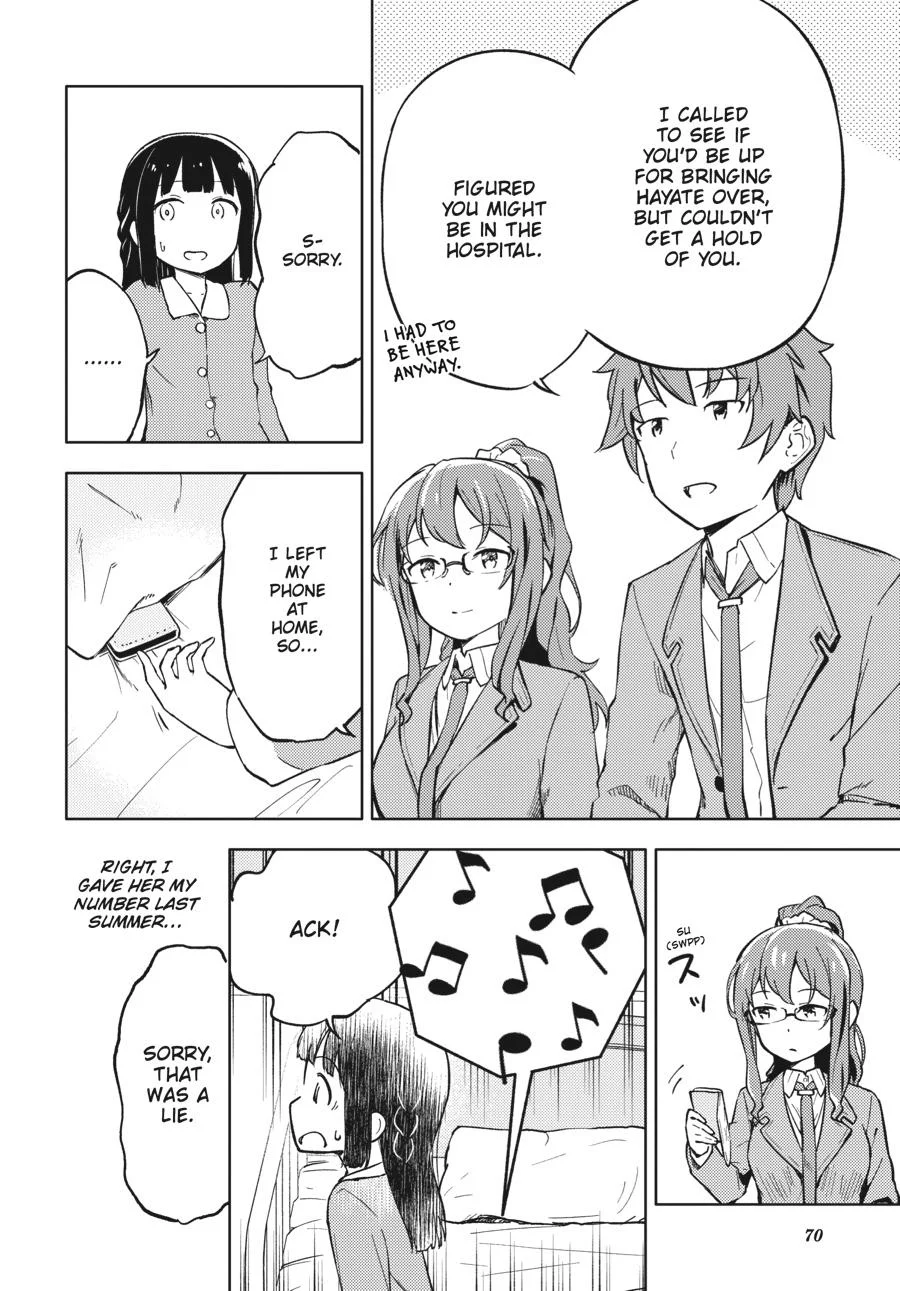 I CALLED
TO SEE IF
YOU'D BE UP
FOR BRINGING
HAYATE OVER,
BUT COULDN'T
GET A HOLD
OF YOU.
FIGURED
YOU MIGHT
BE IN THE
HOSPITAL.
I HAD TO
BE HERE
ANYWAY.
S-
SORRY.
......
I LEFT
MY
PHONE
AT
HOME,
SO...
SU
(SWPP)
スッ
ACK!
RIGHT, I
GAVE HER MY
NUMBER LAST
SUMMER...
SORRY,
THAT
WAS A
LIE.
70